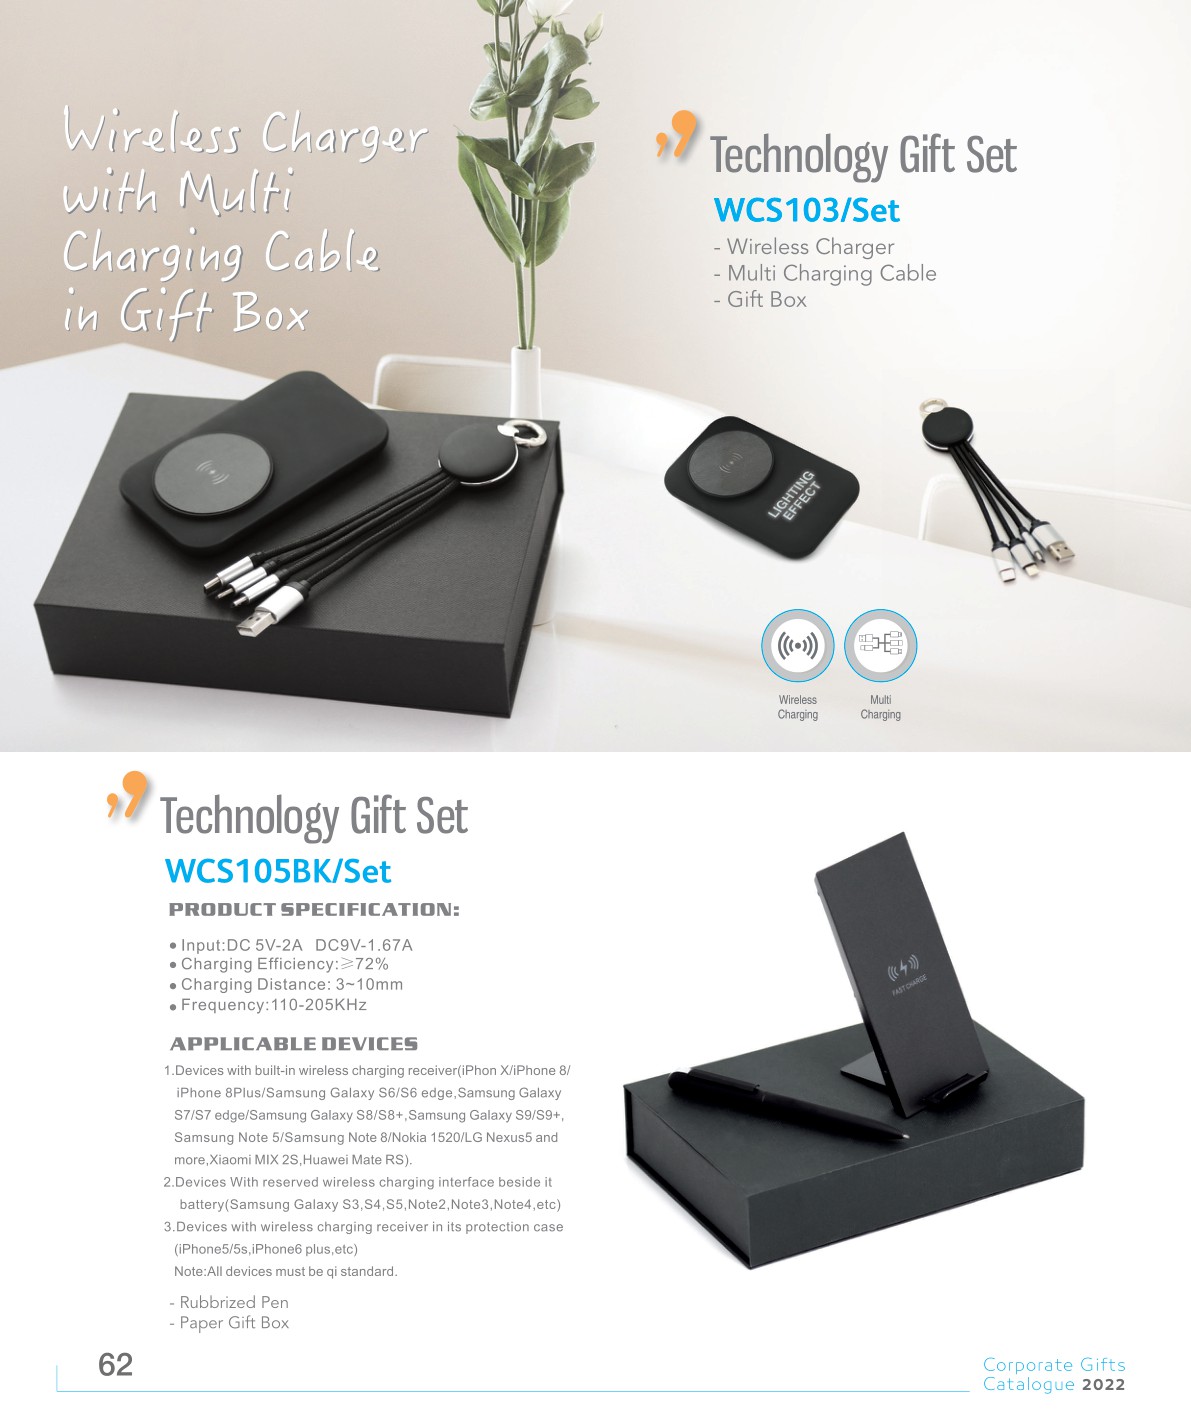 Wireless Charger
with Multi
Charging Cable
in Gift Box
Technology Gift Set
WCS103/Set
- Wireless Charger
- Multi Charging Cable
- Gift Box
LIGHTING
EFFECT
Wireless
Charging
Multi
Charging
Technology Gift Set
WCS105BK/Set
PRODUCT SPECIFICATION:
● Input:DC 5V-2A DC9V-1.67A
● Charging Efficiency:⩾72%
● Charging Distance: 3~10mm
● Frequency:110-205KHz
APPLICABLE DEVICES
1.Devices with built-in wireless charging receiver(iPhon X/iPhone 8/
iPhone 8Plus/Samsung Galaxy S6/S6 edge,Samsung Galaxy
S7/S7 edge/Samsung Galaxy S8/S8+,Samsung Galaxy S9/S9+,
Samsung Note 5/Samsung Note 8/Nokia 1520/LG Nexus5 and
more,Xiaomi MIX 2S,Huawei Mate RS).
2.Devices With reserved wireless charging interface beside it
battery(Samsung Galaxy S3,S4,S5,Note2,Note3,Note4,etc)
3.Devices with wireless charging receiver in its protection case
(iPhone5/5s,iPhone6 plus,etc)
Note:All devices must be qi standard.
- Rubbrized Pen
- Paper Gift Box
FAST CHARGE
62
Corporate Gifts
Catalogue 2022